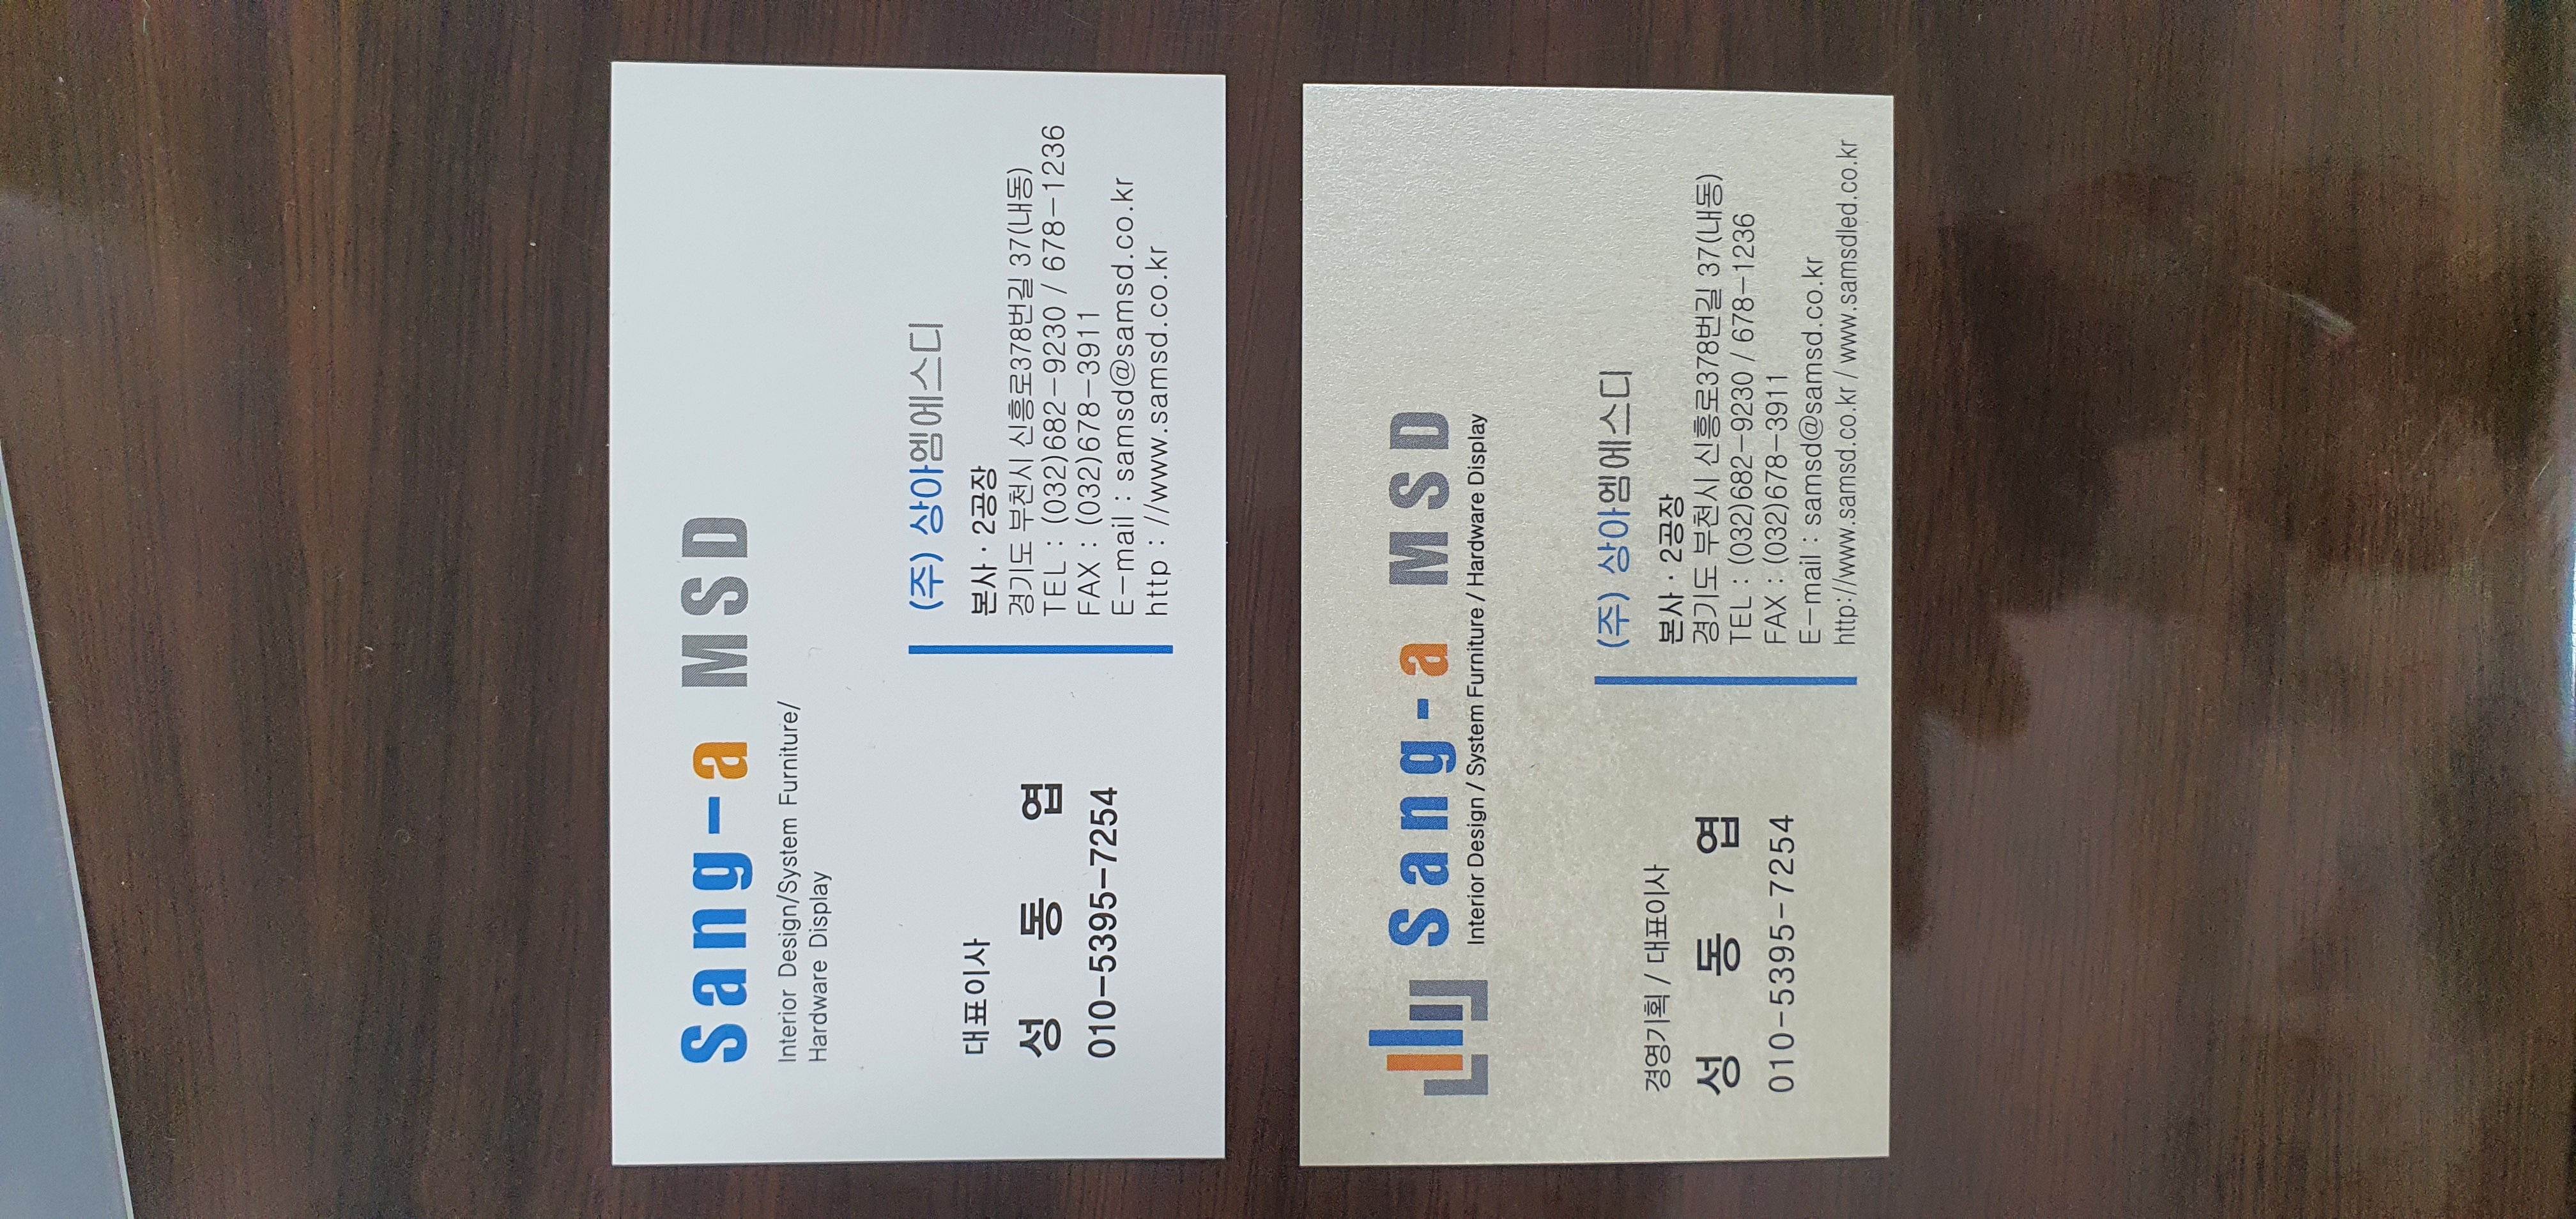 Sang-a MSD
Interior Design/System Furniture/
Hardware Display
대표이사
성 동 엽
010-5395-7254
(주) 상아엠에스디
본사 · 2공장
경기도 부천시 신흥로378번길 37(내동)
TEL : (032)682-9230 / 678-1236
FAX : (032)678-3911
E-mail : samsd@samsd.co.kr
http : //www.samsd.co.kr
Sang-a MSD
Interior Design / System Furniture / Hardware Display
경영기획 / 대표이사
성 동 엽
010-5395-7254
(주) 상아엠에스디
본사 · 2공장
경기도 부천시 신흥로378번길 37(내동)
TEL : (032)682-9230 / 678-1236
FAX : (032)678-3911
E-mail : samsd@samsd.co.kr
http://www.samsd.co.kr / www.samsdled.co.kr